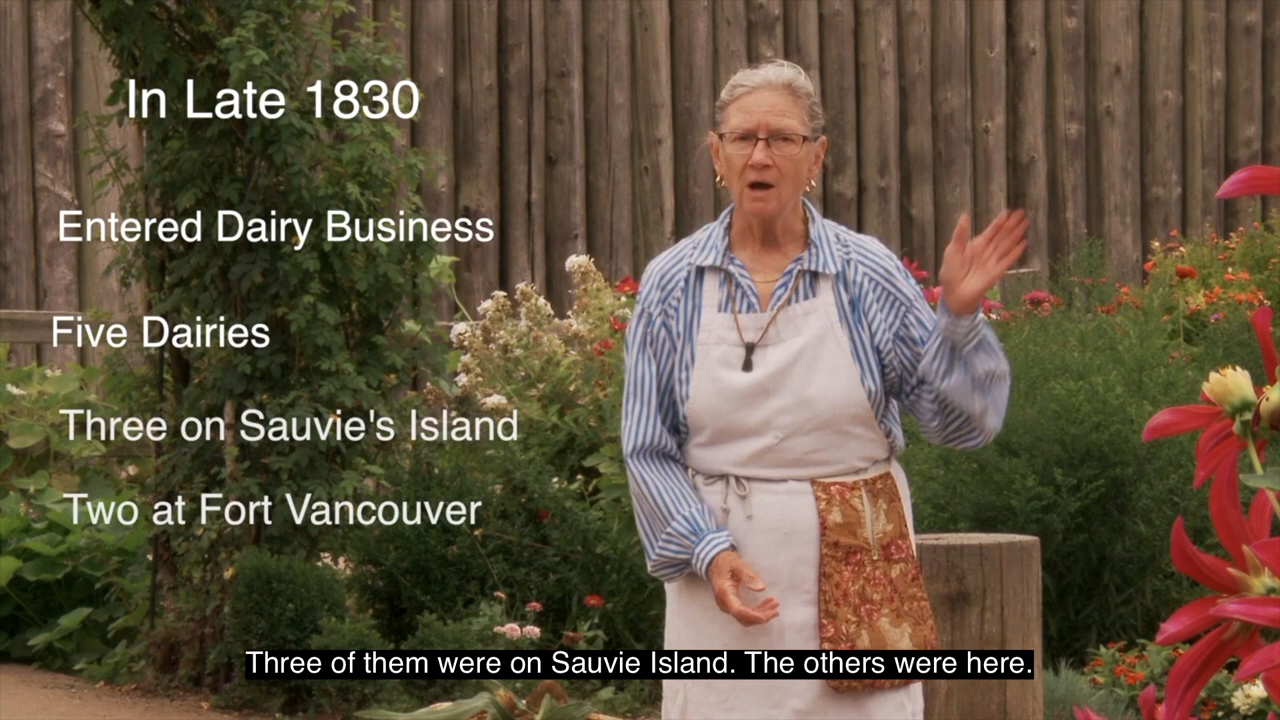 In Late 1830
Entered Dairy Business
Five Dairies
Three on Sauvie's Island
Two at Fort Vancouver
Three of them were on Sauvie Island. The others were here.